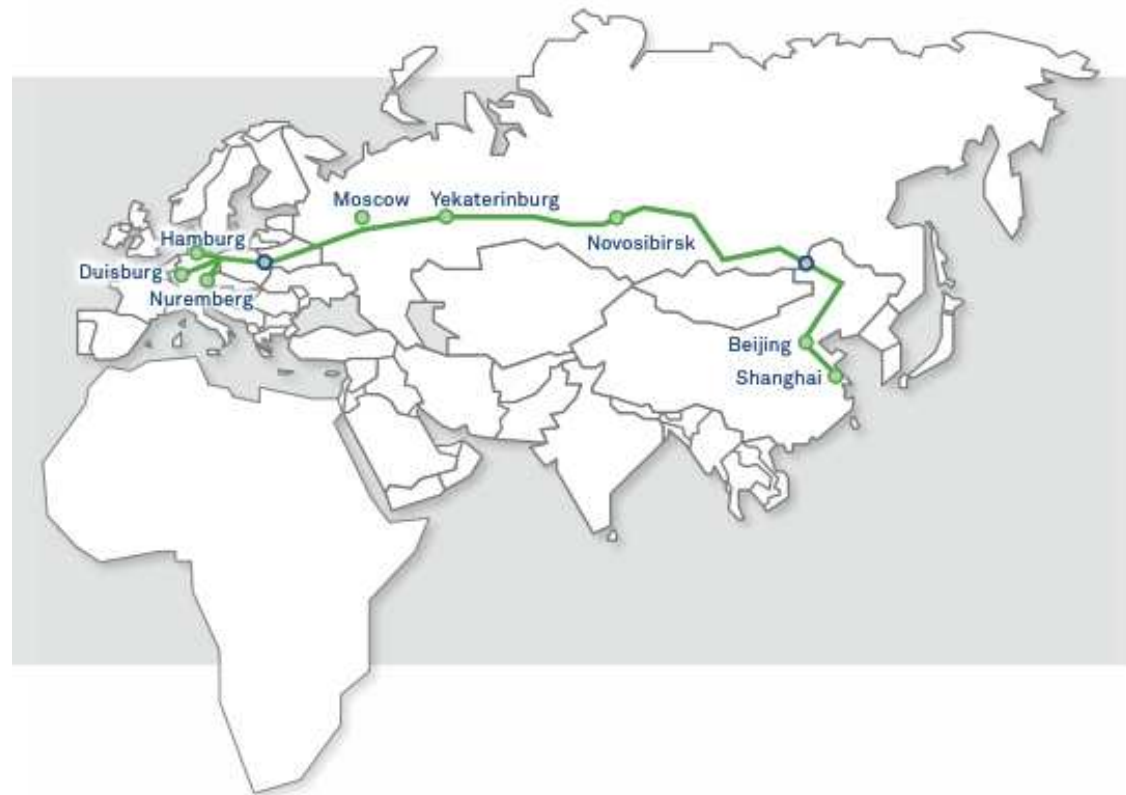 Moscow
Yekaterinburg
Hamburg
Novosibirsk
Duisburg
Nuremberg
Beijing
Shanghai